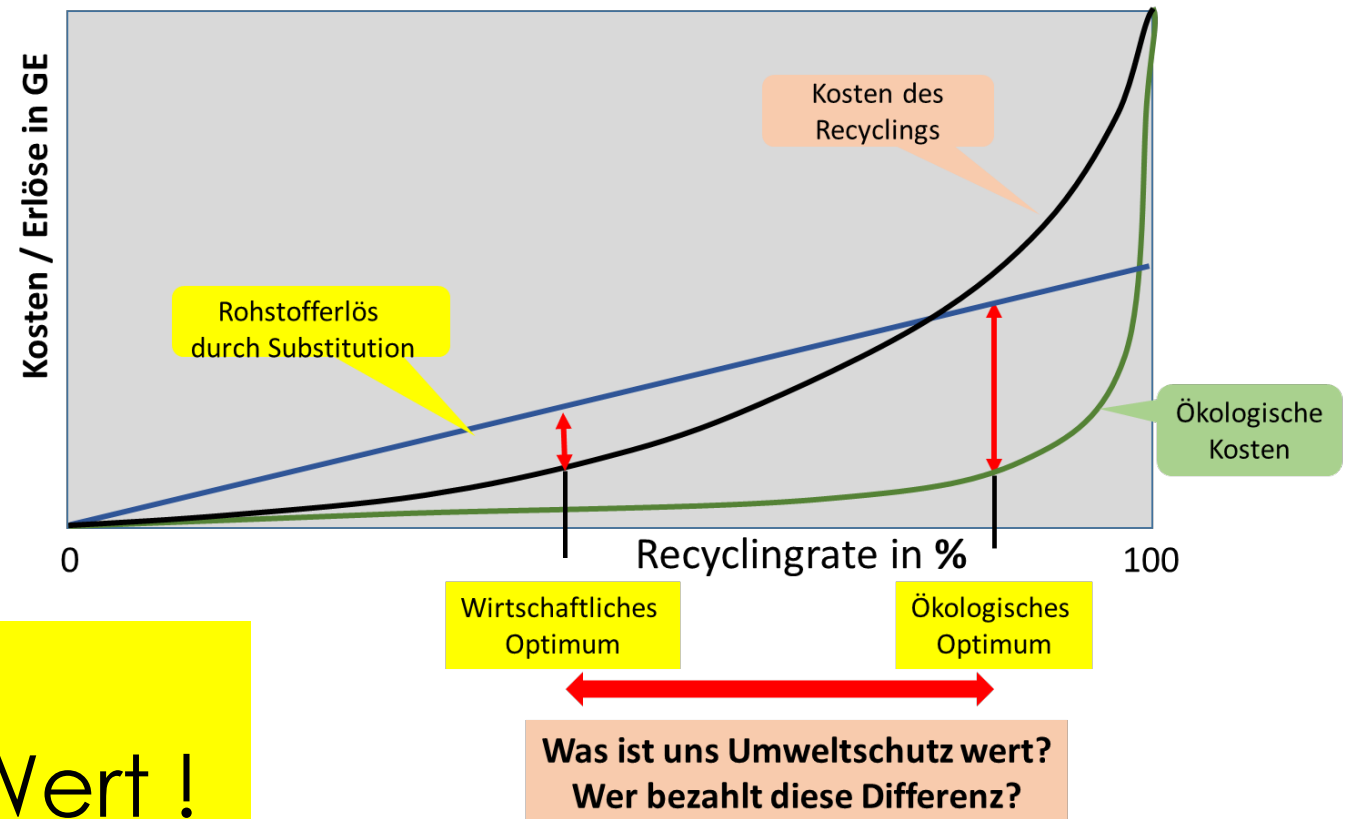 Kosten / Erlöse in GE
Kosten des
Recyclings
Rohstofferlös
durch Substitution
Ökologische
Kosten
0
Recyclingrate in %
100
Wirtschaftliches
Optimum
Ökologisches
Optimum
Was ist uns Umweltschutz wert?
Wer bezahlt diese Differenz?
Wert !